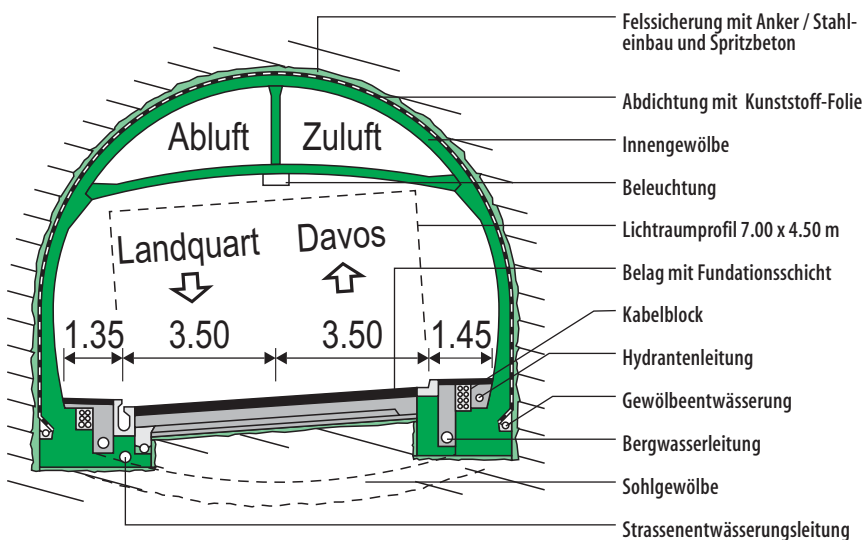 Felssicherung mit Anker / Stahl-
einbau und Spritzbeton
Abdichtung mit Kunststoff-Folie
Abluft
Zuluft
Innengewölbe
Beleuchtung
Lichtraumprofil 7.00 x 4.50 m
Landquart
Davos
Belag mit Fundationsschicht
Kabelblock
1.35
3.50
3.50
1.45
Hydrantenleitung
Gewölbeentwässerung
Bergwasserleitung
Sohlgewölbe
Strassenentwässerungsleitung